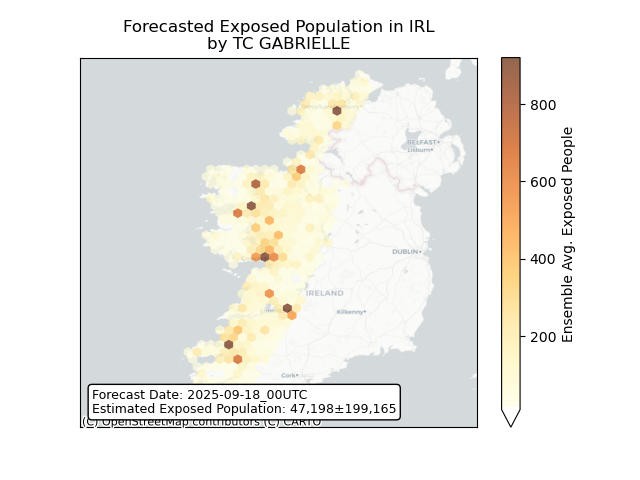 Forecasted Exposed Population in IRL
by TC GABRIELLE
BELFAST
Lisburn
DUBLIN
IRELAND
Kilkenny
Cork
800
600
400
200
Ensemble Avg. Exposed People
Forecast Date: 2025-09-18_00UTC
Estimated Exposed Population: 47,198±199,165
(C) OpenStreetMap contributors (C) CARTO